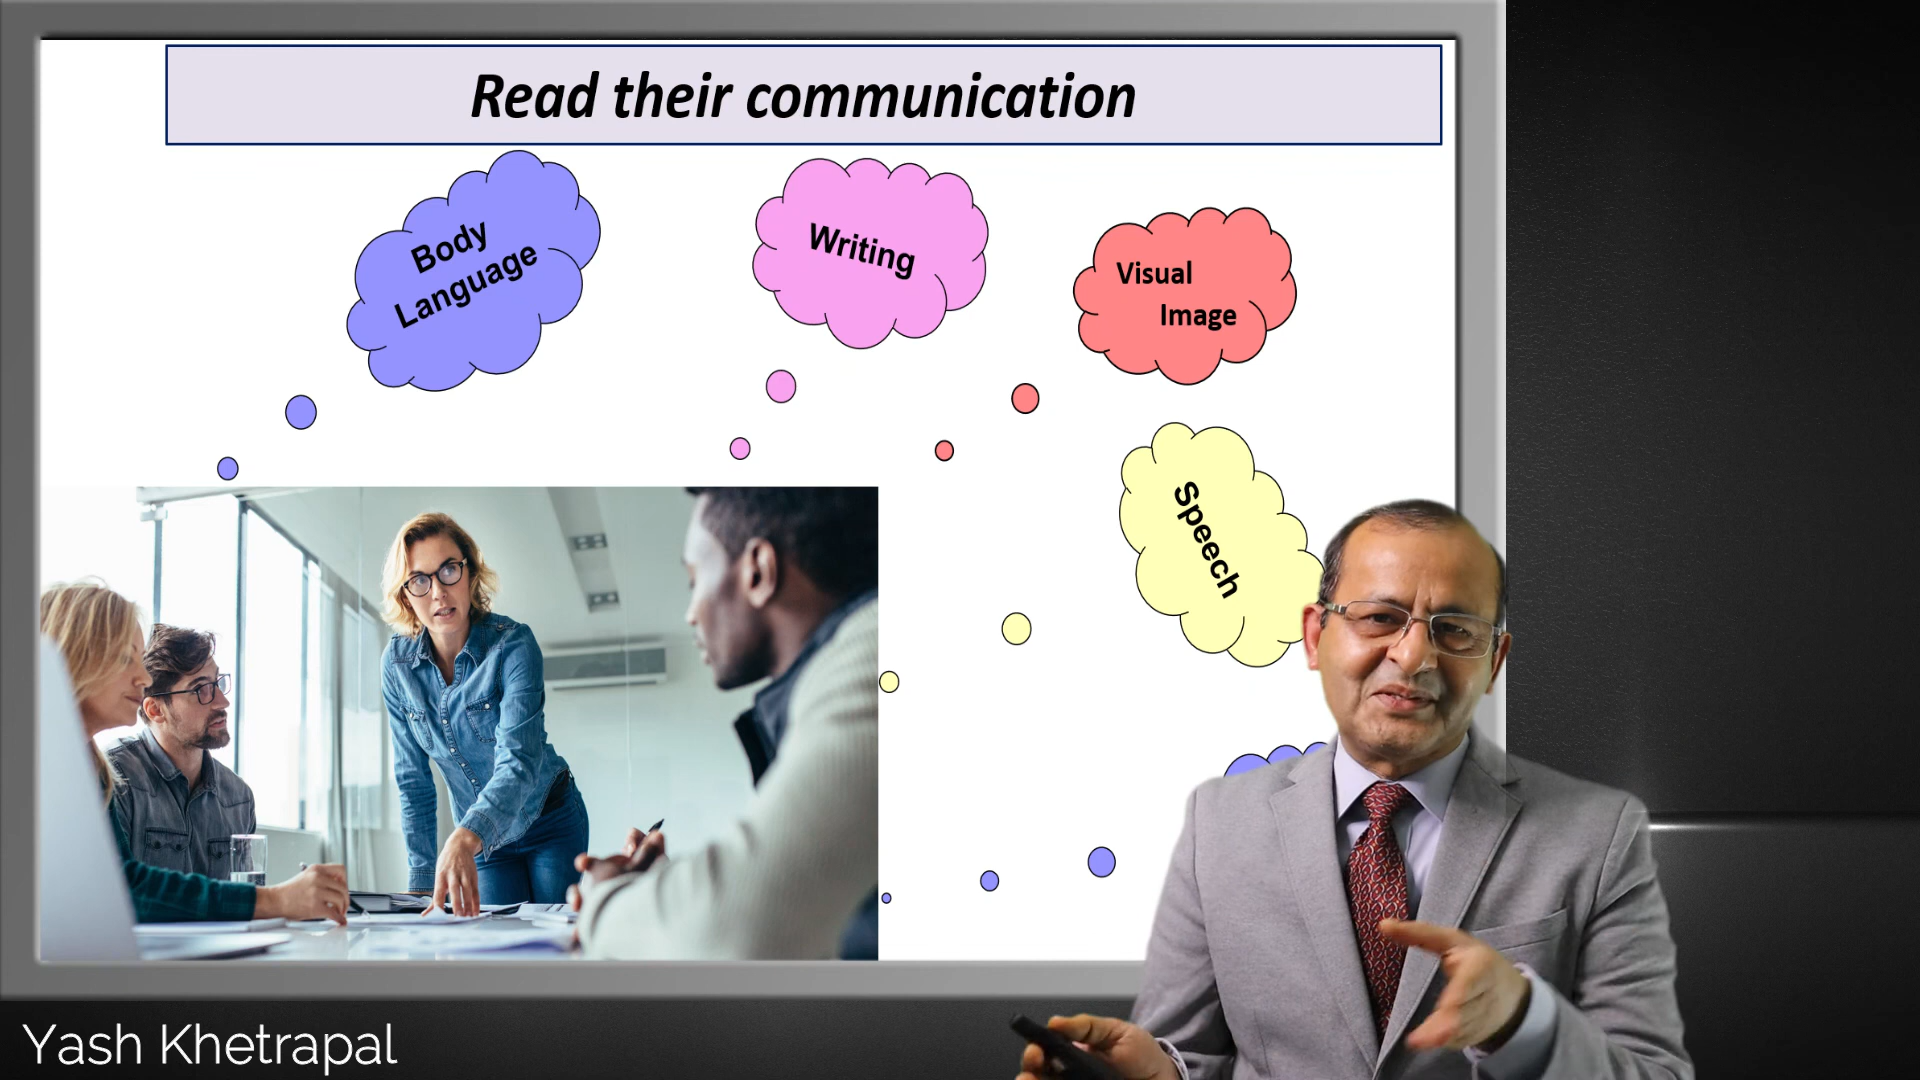 Read their communication
Body
Language
Writing
Visual
Image
Speech
Yash Khetrapal